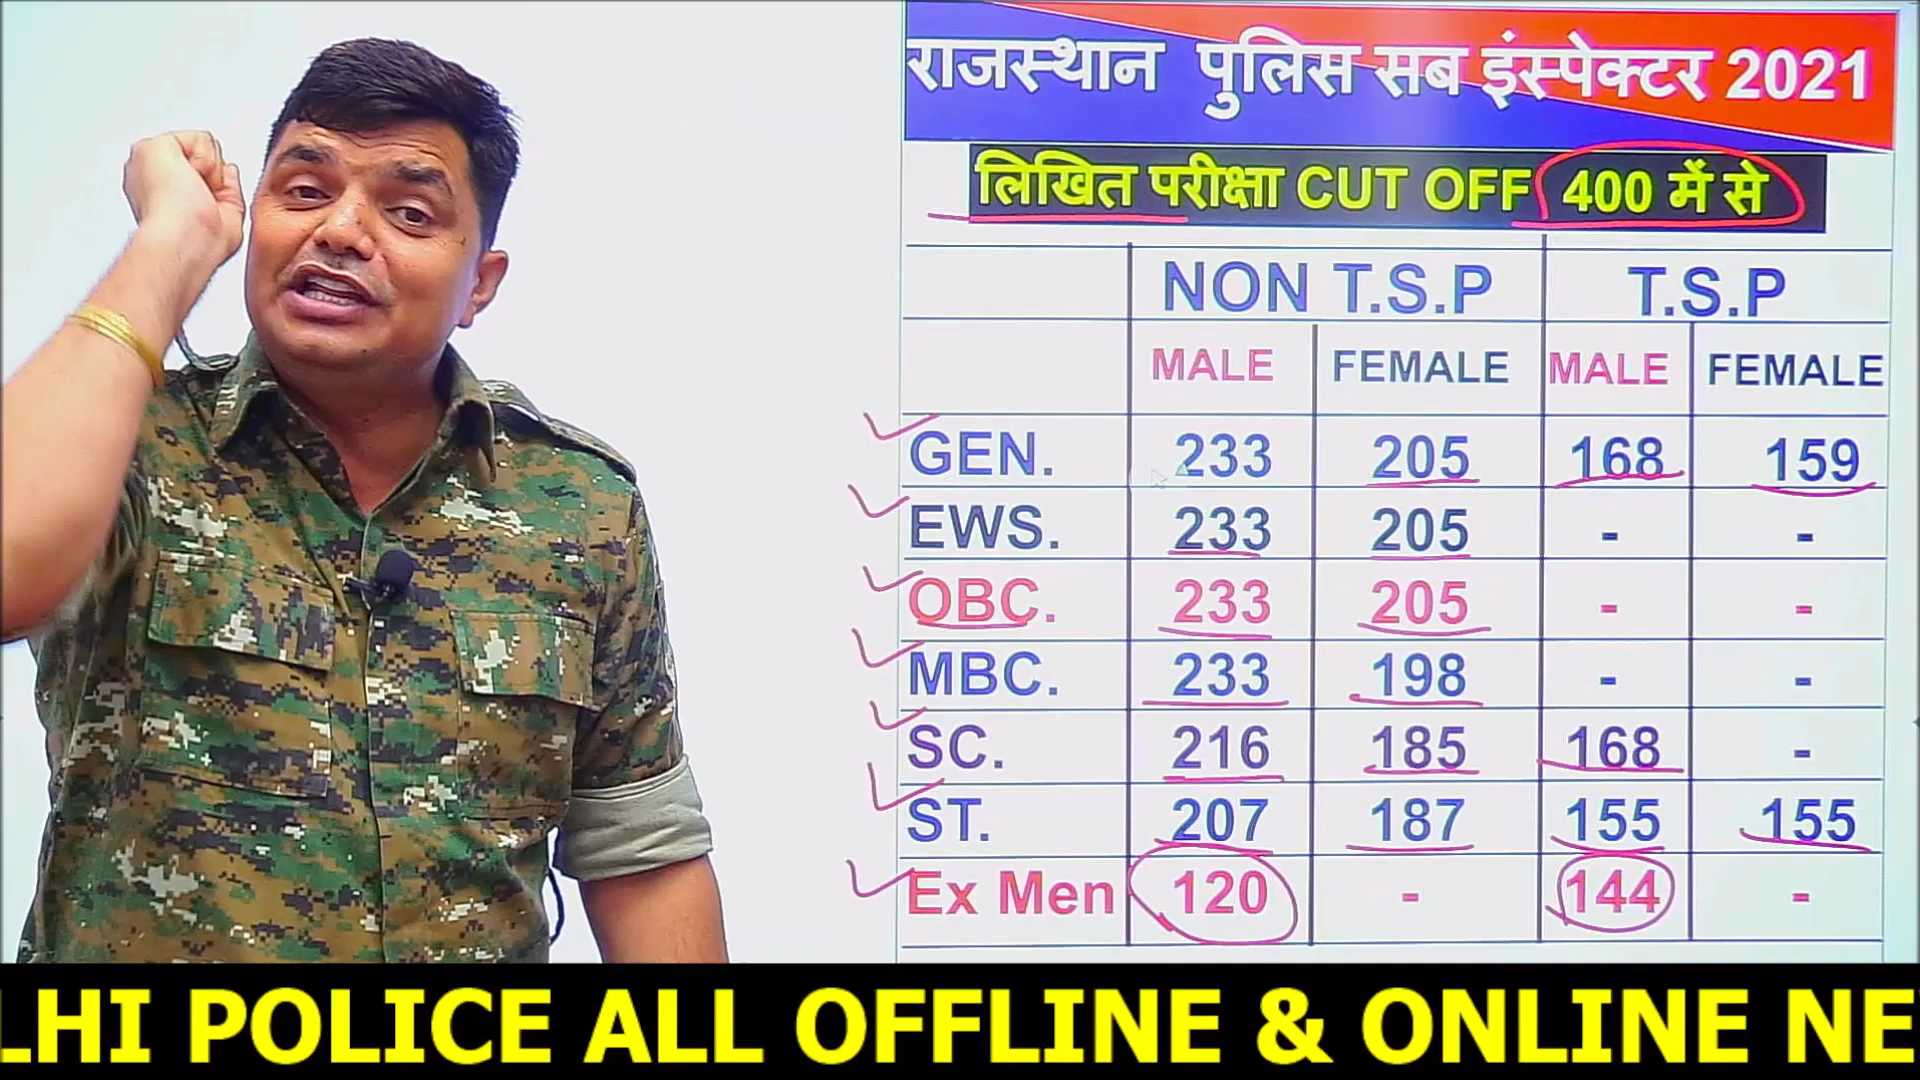 राजस्थान पुलिस सब इंस्पेक्टर 2021
लिखित परीक्षा CUT OFF 400 में से
NON T.S.P T.S.P
MALE FEMALE MALE FEMALE
GEN. 233 205 168 159
EWS. 233 205 - -
OBC. 233 205 - -
MBC. 233 198 - -
SC. 216 185 168 -
ST. 207 187 155 155
Ex Men 120 - 144 -
LHI POLICE ALL OFFLINE & ONLINE NE